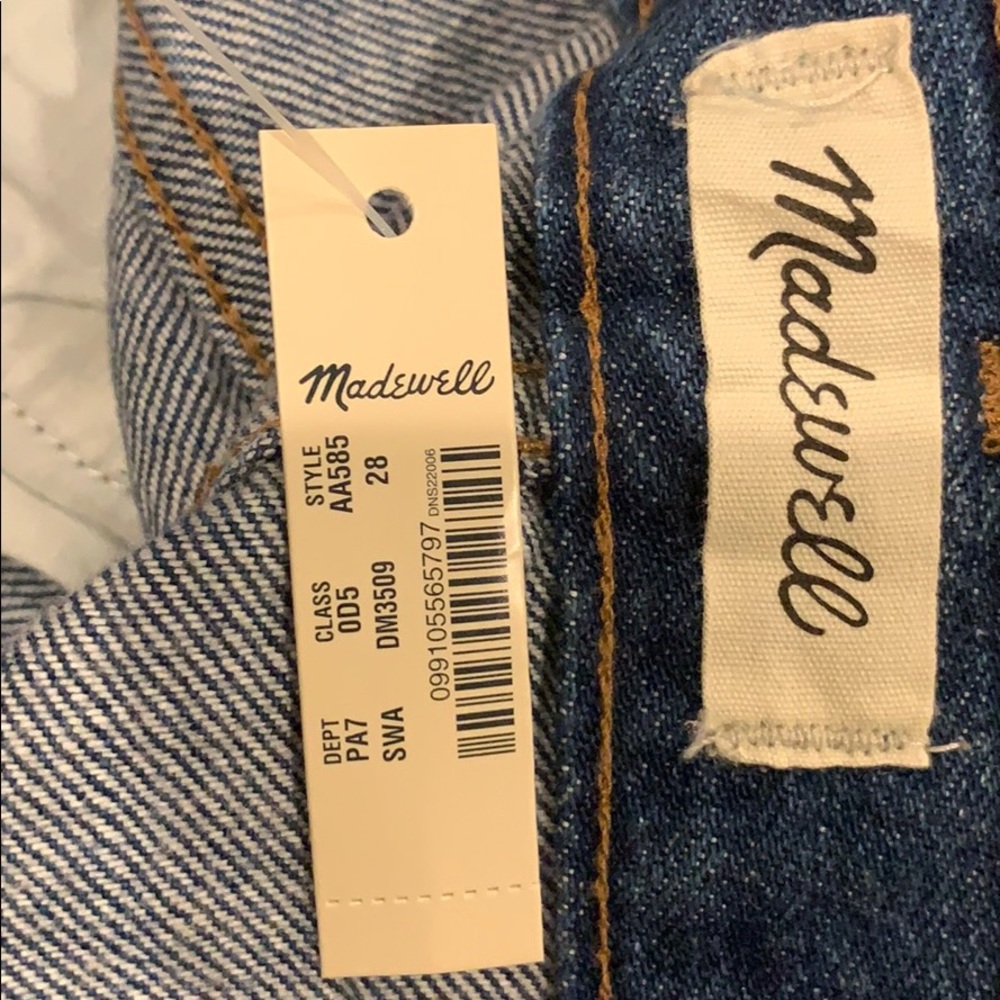 Madewell
DEPT CLASS STYLE
PA7 0D5 AA585
SWA DM3509 28
099105565797 DNS22006
Madewell